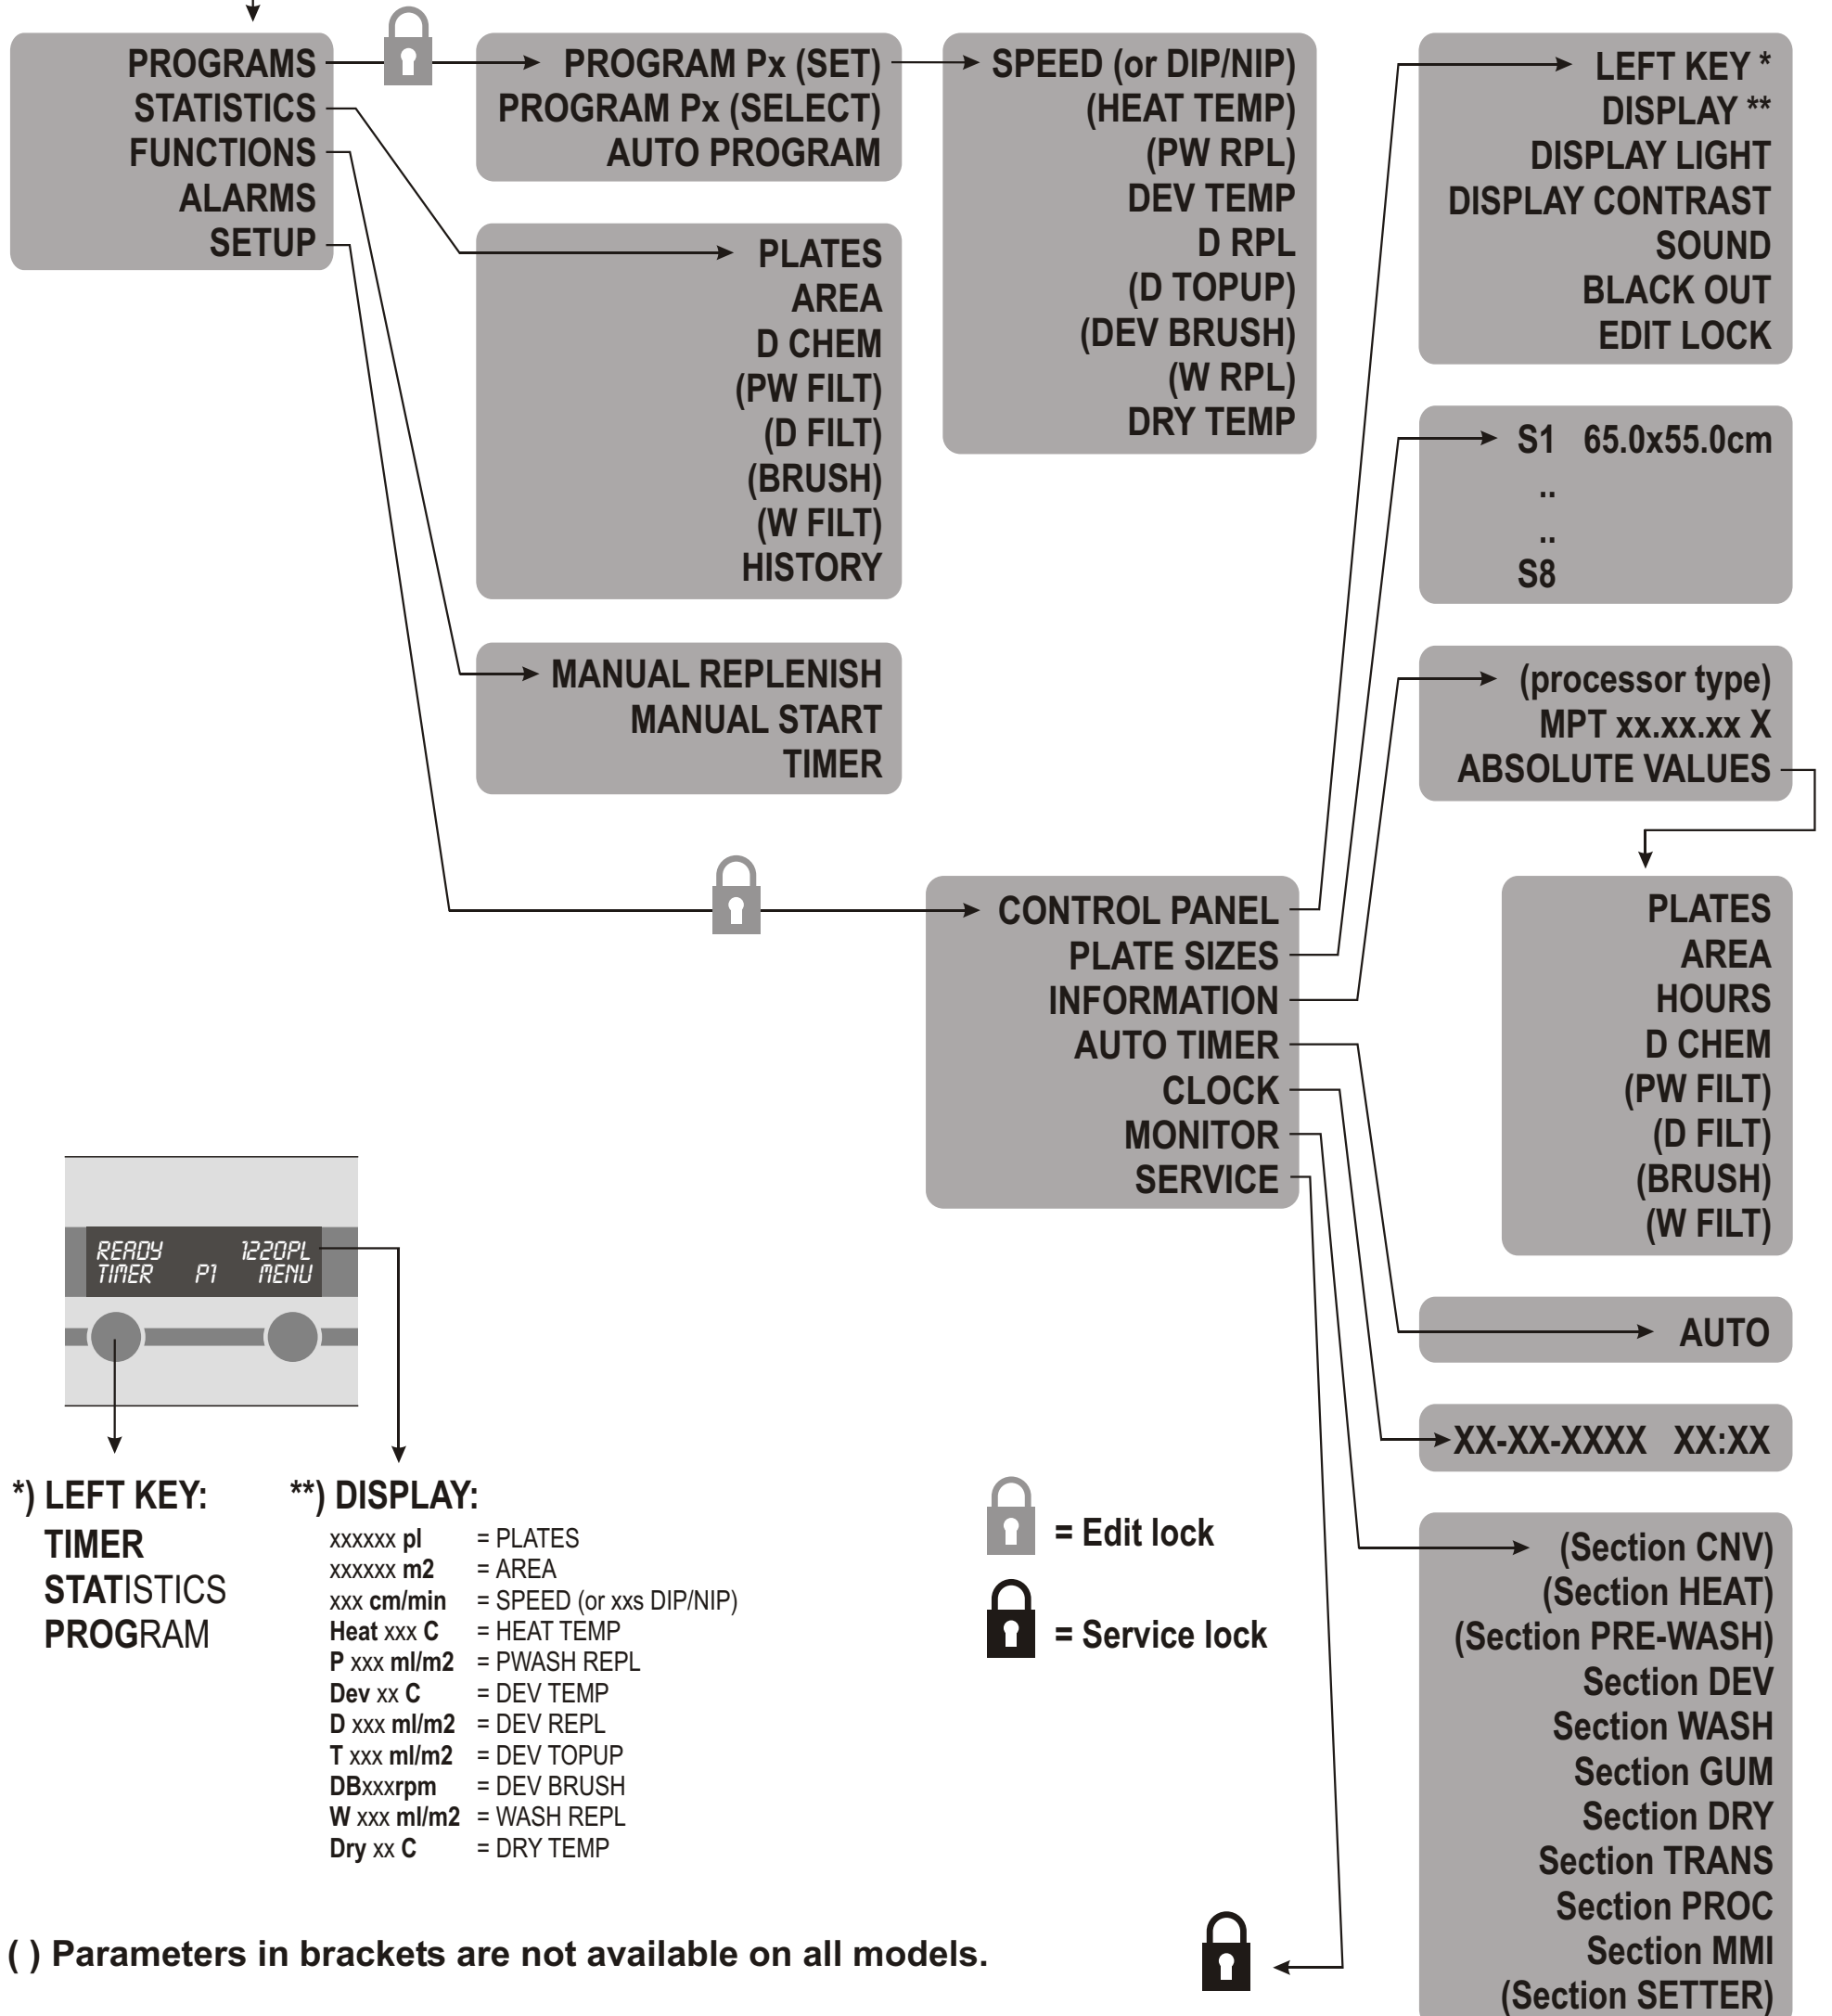 PROGRAMS
STATISTICS
FUNCTIONS
ALARMS
SETUP
PROGRAM Px (SET)
PROGRAM Px (SELECT)
AUTO PROGRAM
SPEED (or DIP/NIP)
(HEAT TEMP)
(PW RPL)
DEV TEMP
D RPL
(D TOPUP)
(DEV BRUSH)
(W RPL)
DRY TEMP
LEFT KEY *
DISPLAY **
DISPLAY LIGHT
DISPLAY CONTRAST
SOUND
BLACK OUT
EDIT LOCK
PLATES
AREA
D CHEM
(PW FILT)
(D FILT)
(BRUSH)
(W FILT)
HISTORY
S1 65.0x55.0cm
..
..
S8
MANUAL REPLENISH
MANUAL START
TIMER
(processor type)
MPT xx.xx.xx X
ABSOLUTE VALUES
CONTROL PANEL
PLATE SIZES
INFORMATION
AUTO TIMER
CLOCK
MONITOR
SERVICE
PLATES
AREA
HOURS
D CHEM
(PW FILT)
(D FILT)
(BRUSH)
(W FILT)
AUTO
XX-XX-XXXX XX:XX
(Section CNV)
(Section HEAT)
(Section PRE-WASH)
Section DEV
Section WASH
Section GUM
Section DRY
Section TRANS
Section PROC
Section MMI
(Section SETTER)
READY 1220PL
TIMER P1 MENU
*) LEFT KEY:
TIMER
STATISTICS
PROGRAM
**) DISPLAY:
xxxxxx pl = PLATES
xxxxxx m2 = AREA
xxx cm/min = SPEED (or xxs DIP/NIP)
Heat xxx C = HEAT TEMP
P xxx ml/m2 = PWASH REPL
Dev xx C = DEV TEMP
D xxx ml/m2 = DEV REPL
T xxx ml/m2 = DEV TOPUP
DBxxxrpm = DEV BRUSH
W xxx ml/m2 = WASH REPL
Dry xx C = DRY TEMP
= Edit lock
= Service lock
( ) Parameters in brackets are not available on all models.